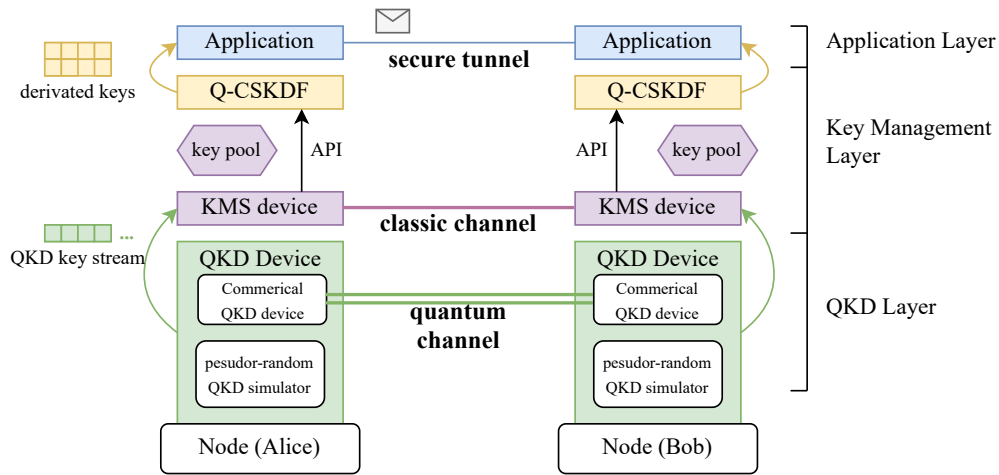 Application
secure tunnel
Application
Application Layer
derivated keys
Q-CSKDF
Q-CSKDF
key pool
API
API
key pool
Key Management
Layer
KMS device
classic channel
KMS device
...
QKD key stream
QKD Device
QKD Device
Commerical
QKD device
quantum
channel
Commerical
QKD device
QKD Layer
pesudor-random
QKD simulator
pesudor-random
QKD simulator
Node (Alice)
Node (Bob)